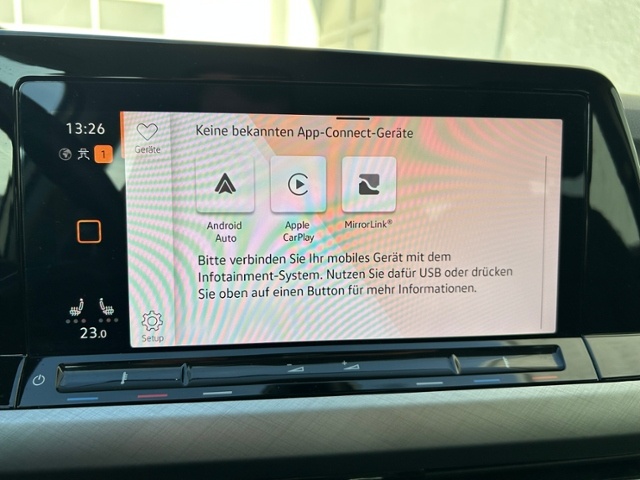 13:26
1
23.0
Geräte
Setup
Keine bekannten App-Connect-Geräte
Android
Auto
Apple
CarPlay
MirrorLink®
Bitte verbinden Sie Ihr mobiles Gerät mit dem
Infotainment-System. Nutzen Sie dafür USB oder drücken
Sie oben auf einen Button für mehr Informationen.